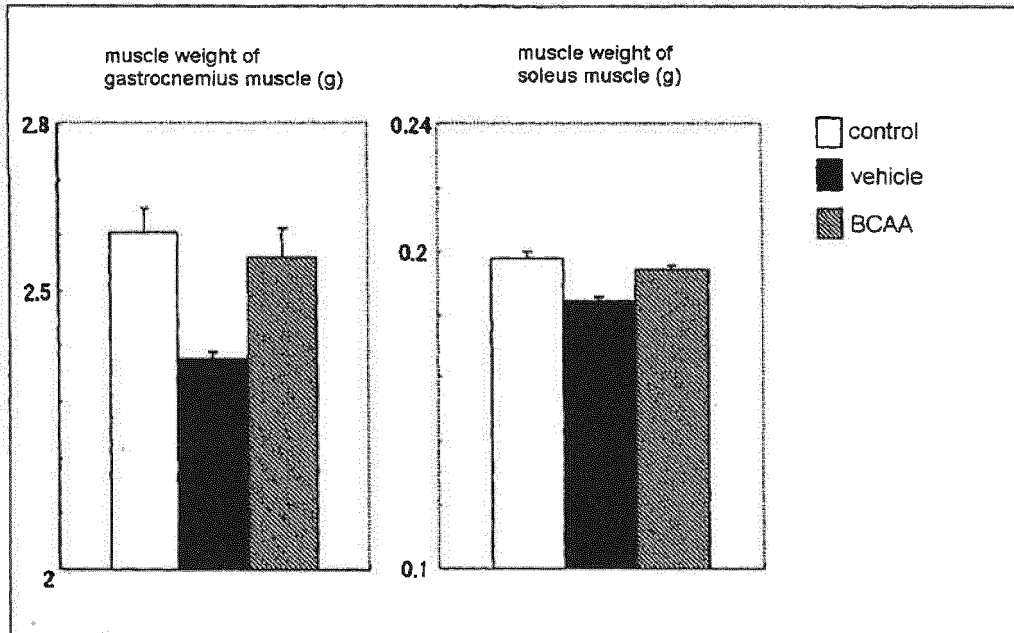 muscle weight of
gastrocnemius muscle (g)
2.8
2.5
2
muscle weight of
soleus muscle (g)
0.24
0.2
0.1
control
vehicle
BCAA